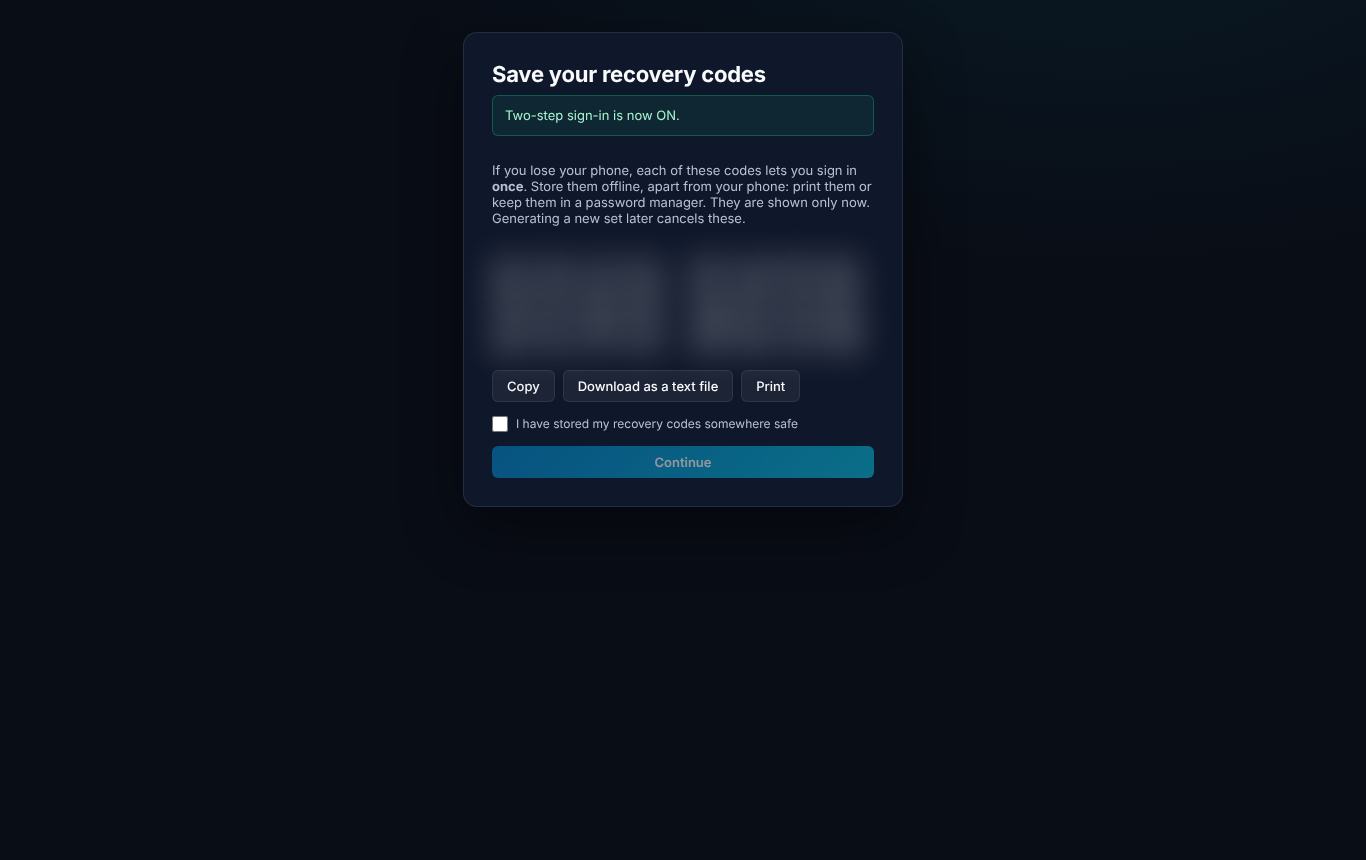 Save your recovery codes
Two-step sign-in is now ON.
If you lose your phone, each of these codes lets you sign in
once. Store them offline, apart from your phone: print them or
keep them in a password manager. They are shown only now.
Generating a new set later cancels these.
Copy
Download as a text file
Print
I have stored my recovery codes somewhere safe
Continue